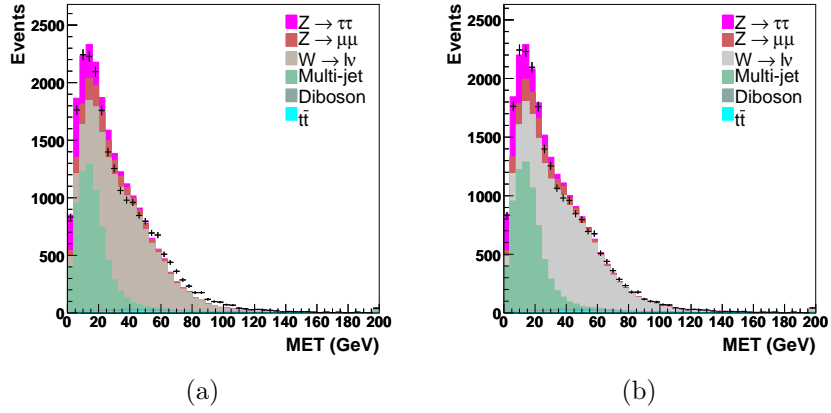 Events
2500
2000
1500
1000
500
0
0 20 40 60 80 100 120 140 160 180 200
MET (GeV)
Z → ττ
Z → μμ
W → lν
Multi-jet
Diboson
tt̄
(a)
Events
2500
2000
1500
1000
500
0
0 20 40 60 80 100 120 140 160 180 200
MET (GeV)
Z → ττ
Z → μμ
W → lν
Multi-jet
Diboson
tt̄
(b)